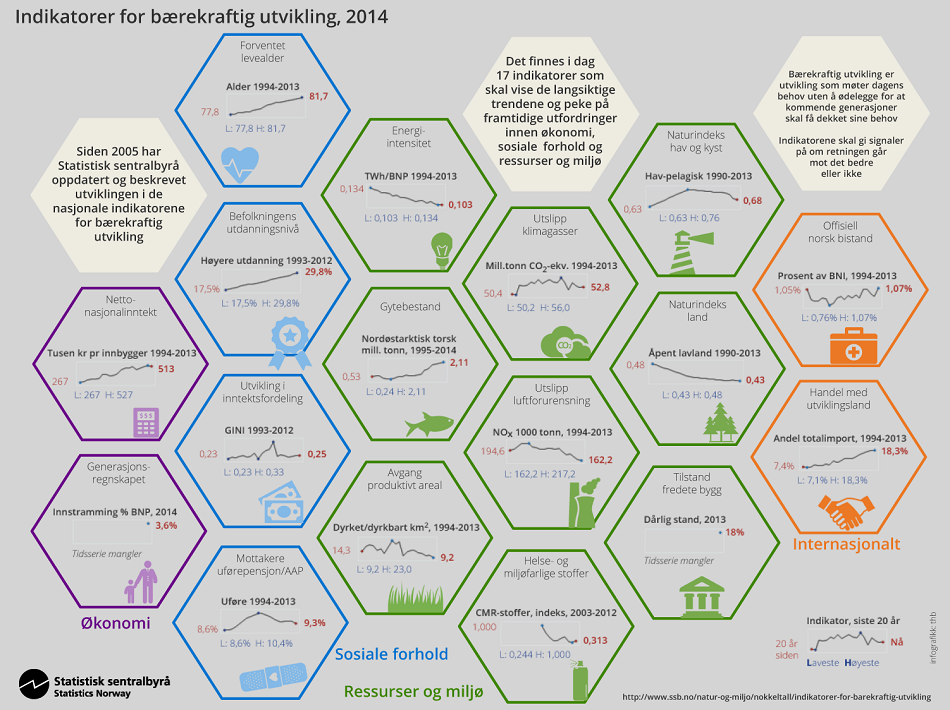 Indikatorer for bærekraftig utvikling, 2014
Siden 2005 har
Statistisk sentralbyrå
oppdatert og beskrevet
utviklingen i de
nasjonale indikatorene
for bærekraftig
utvikling
Netto-
nasjonalinntekt
Tusen kr pr innbygger 1994-2013
267
513
L: 267 H: 527
Generasjons-
regnskapet
Innstramming % BNP, 2014
3,6%
Tidsserie mangler
Økonomi
Forventet
levealder
Alder 1994-2013
77,8
81,7
L: 77,8 H: 81,7
Befolkningens
utdanningsnivå
Høyere utdanning 1993-2012
17,5%
29,8%
L: 17,5% H: 29,8%
Utvikling i
inntektsfordeling
GINI 1993-2012
0,23
0,25
L: 0,23 H: 0,33
Mottakere
uførepensjon/AAP
Uføre 1994-2013
8,6%
9,3%
L: 8,6% H: 10,4%
Sosiale forhold
Energi-
intensitet
TWh/BNP 1994-2013
0,134
0,103
L: 0,103 H: 0,134
Gytebestand
Nordøstarktisk torsk
mill. tonn, 1995-2014
0,53
2,11
L: 0,24 H: 2,11
Avgang
produktivt areal
Dyrket/dyrkbart km², 1994-2013
14,3
9,2
L: 9,2 H: 23,0
Ressurser og miljø
Det finnes i dag
17 indikatorer som
skal vise de langsiktige
trendene og peke på
framtidige utfordringer
innen økonomi,
sosiale forhold og
ressurser og miljø
Utslipp
klimagasser
Mill.tonn CO₂-ekv. 1994-2013
50,4
52,8
L: 50,2 H: 56,0
CO₂
Utslipp
luftforurensning
NOₓ 1000 tonn, 1994-2013
194,6
162,2
L: 162,2 H: 217,2
Helse- og
miljøfarlige stoffer
CMR-stoffer, indeks, 2003-2012
1,000
0,313
L: 0,244 H: 1,000
Naturindeks
hav og kyst
Hav-pelagisk 1990-2013
0,63
0,68
L: 0,63 H: 0,76
Naturindeks
land
Åpent lavland 1990-2013
0,48
0,43
L: 0,43 H: 0,48
Tilstand
fredete bygg
Dårlig stand, 2013
18%
Tidsserie mangler
Bærekraftig utvikling er
utvikling som møter dagens
behov uten å ødelegge for at
kommende generasjoner
skal få dekket sine behov
Indikatorene skal gi signaler
på om retningen går
mot det bedre
eller ikke
Offisiell
norsk bistand
Prosent av BNI, 1994-2013
1,05%
1,07%
L: 0,76% H: 1,07%
Handel med
utviklingsland
Andel totalimport, 1994-2013
7,4%
18,3%
L: 7,1% H: 18,3%
Internasjonalt
Indikator, siste 20 år
20 år
siden
Nå
Laveste Høyeste
infografikk: thb
Statistisk sentralbyrå
Statistics Norway
$$$
http://www.ssb.no/natur-og-miljo/nokkeltall/indikatorer-for-barekraftig-utvikling